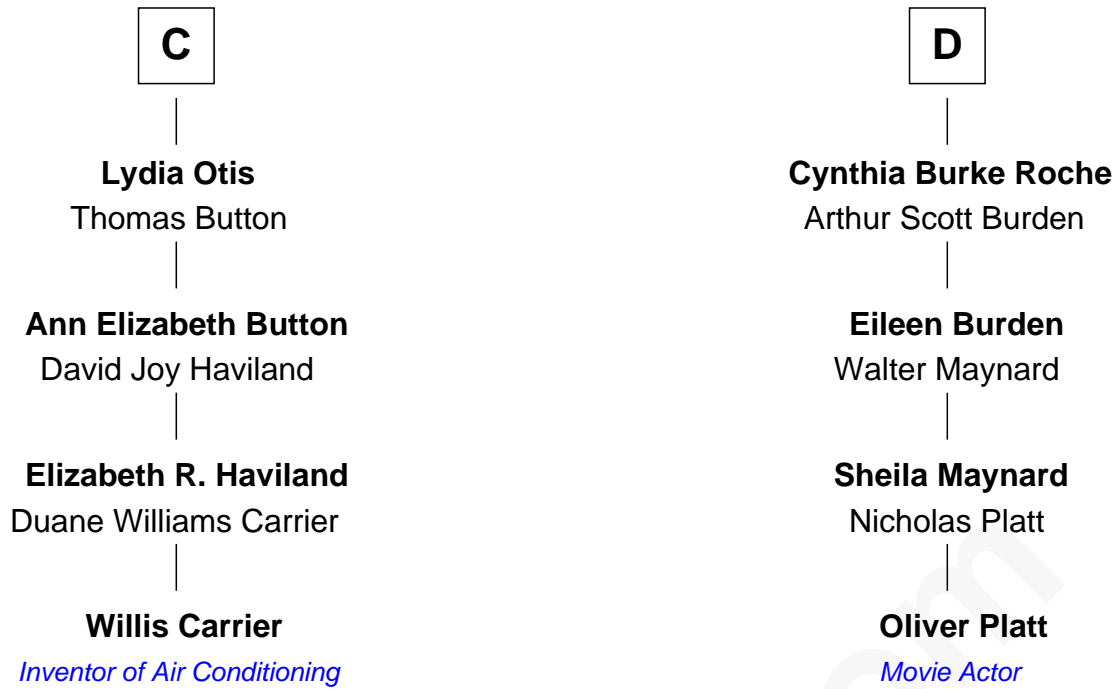 C
Lydia Otis
Thomas Button
Ann Elizabeth Button
David Joy Haviland
Elizabeth R. Haviland
Duane Williams Carrier
Willis Carrier
Inventor of Air Conditioning
D
Cynthia Burke Roche
Arthur Scott Burden
Eileen Burden
Walter Maynard
Sheila Maynard
Nicholas Platt
Oliver Platt
Movie Actor
om